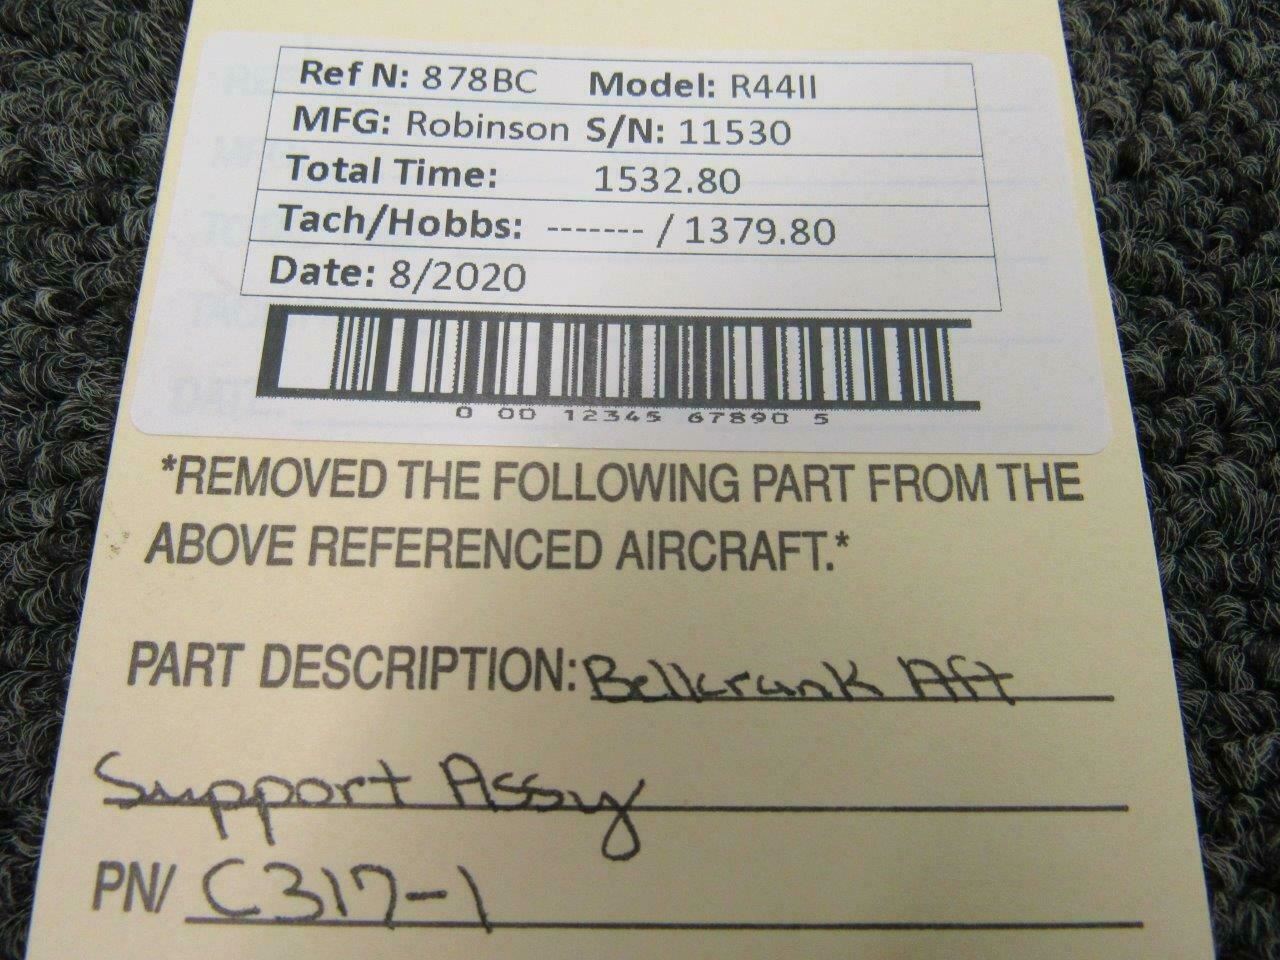 Ref N: 878BC Model: R44II
MFG: Robinson S/N: 11530
Total Time: 1532.80
Tach/Hobbs: ------- / 1379.80
Date: 8/2020
0 00 12345 67890 5
*REMOVED THE FOLLOWING PART FROM THE
ABOVE REFERENCED AIRCRAFT.*
PART DESCRIPTION: Bellcrank Aft
Support Assy
PN/ C317-1